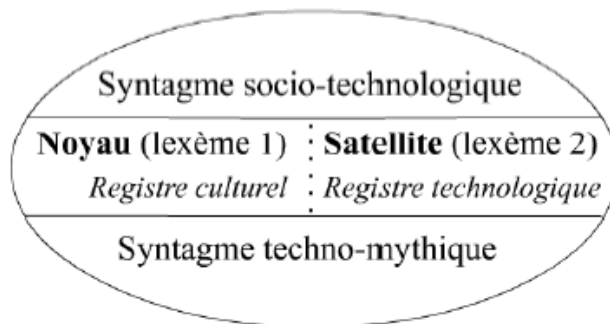 Syntagme socio-technologique
Noyau (lexème 1) Satellite (lexème 2)
Registre culturel Registre technologique
Syntagme techno-mythique